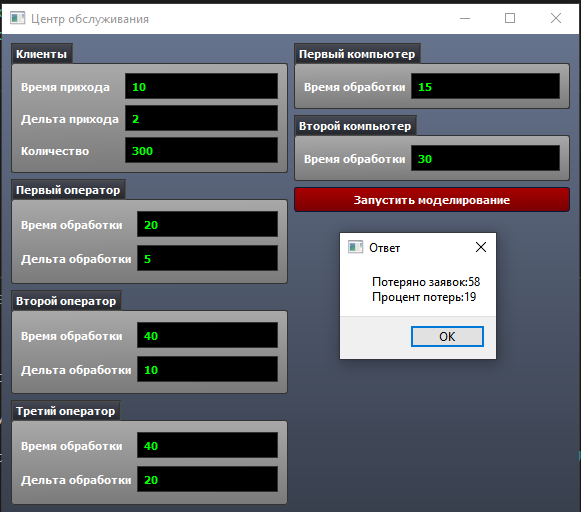 Центр обслуживания
Клиенты
Время прихода 10
Дельта прихода 2
Количество 300
Первый оператор
Время обработки 20
Дельта обработки 5
Второй оператор
Время обработки 40
Дельта обработки 10
Третий оператор
Время обработки 40
Дельта обработки 20
Первый компьютер
Время обработки 15
Второй компьютер
Время обработки 30
Запустить моделирование
Ответ
Потеряно заявок:58
Процент потерь:19
OK